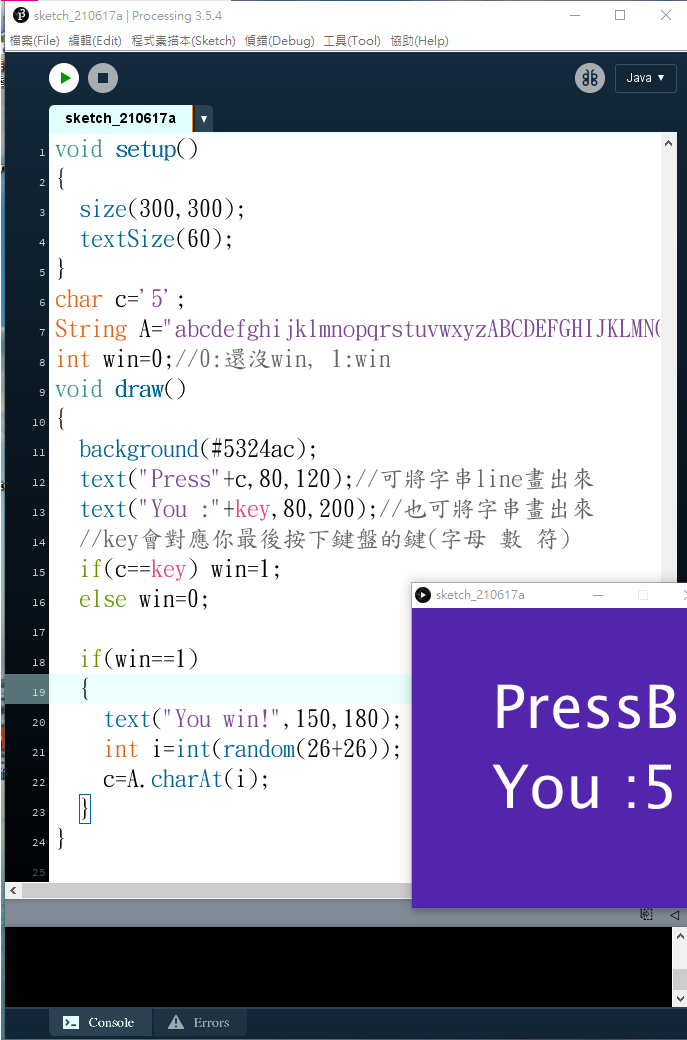 sketch_210617a | Processing 3.5.4
檔案(File) 編輯(Edit) 程式素描本(Sketch) 偵錯(Debug) 工具(Tool) 協助(Help)
Java ▼
sketch_210617a ▼
1 void setup()
2 {
3 size(300,300);
4 textSize(60);
5 }
6 char c='5';
7 String A="abcdefghijklmnopqrstuvwxyzABCDEFGHIJKLMN
8 int win=0;//0:還沒win, 1:win
9 void draw()
10 {
11 background(#5324ac);
12 text("Press"+c,80,120);//可將字串line畫出來
13 text("You :"+key,80,200);//也可將字串畫出來
14 //key會對應你最後按下鍵盤的鍵(字母 數 符)
15 if(c==key) win=1;
16 else win=0;
17
18 if(win==1)
19 {
20 text("You win!",150,180);
21 int i=int(random(26+26));
22 c=A.charAt(i);
23 }
24 }
25
sketch_210617a
PressB
You :5
Console Errors